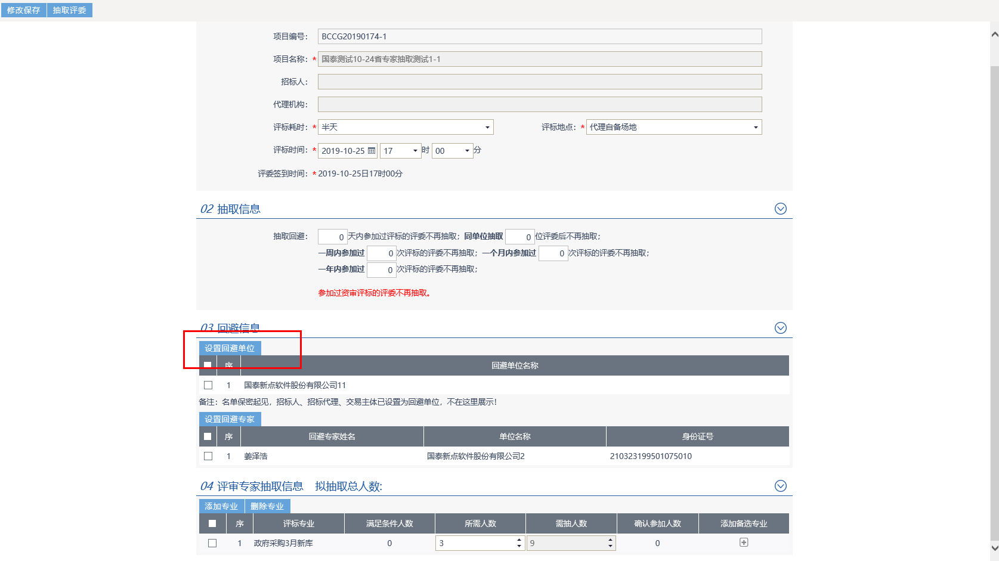 修改保存 抽取评委
项目编号： BCCG20190174-1
项目名称：* 国泰测试10-24省专家抽取测试1-1
招标人：
代理机构：
评标耗时：* 半天 评标地点：* 代理自备场地
评标时间：* 2019-10-25 17 时 00 分
评委签到时间：* 2019-10-25日17时00分
02 抽取信息
抽取回避： 0 天内参加过评标的评委不再抽取；同单位抽取 0 位评委后不再抽取；
一周内参加过 0 次评标的评委不再抽取；一个月内参加过 0 次评标的评委不再抽取；
一年内参加过 0 次评标的评委不再抽取；
参加过资审评标的评委不再抽取。
03 回避信息
设置回避单位
序 回避单位名称
1 国泰新点软件股份有限公司11
备注：名单保密起见，招标人、招标代理、交易主体已设置为回避单位，不在这里展示！
设置回避专家
序 回避专家姓名 单位名称 身份证号
1 姜泽浩 国泰新点软件股份有限公司2 210323199501075010
04 评审专家抽取信息 拟抽取总人数:
添加专业 删除专业
序 评标专业 满足条件人数 所需人数 需抽人数 确认参加人数 添加备选专业
1 政府采购3月新库 0 3 9 0